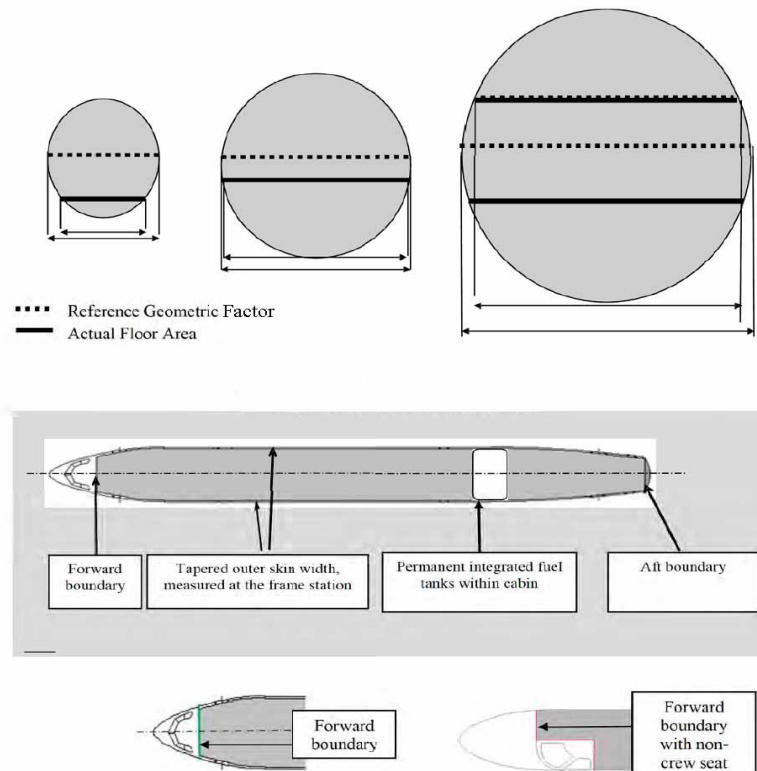 Reference Geometric Factor
Actual Floor Area
Forward
boundary
Tapered outer skin width,
measured at the frame station
Permanent integrated fuel
tanks within cabin
Aft boundary
Forward
boundary
Forward
boundary
with non-
crew seat